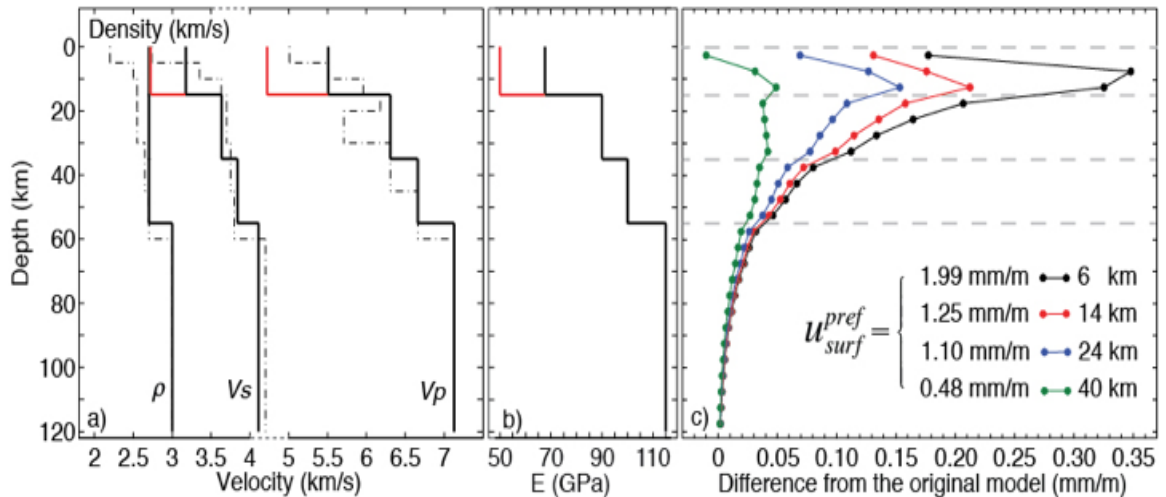 Density (km/s)
0
20
40
60
80
100
120
Depth (km)
ρ
Vs
Vp
a)
b)
c)
u pref surf =
1.99 mm/m 6 km
1.25 mm/m 14 km
1.10 mm/m 24 km
0.48 mm/m 40 km
2 2.5 3 3.5 4 5 5.5 6 6.5 7
50 70 90 110
0 0.05 0.10 0.15 0.20 0.25 0.30 0.35
Velocity (km/s)
E (GPa)
Difference from the original model (mm/m)